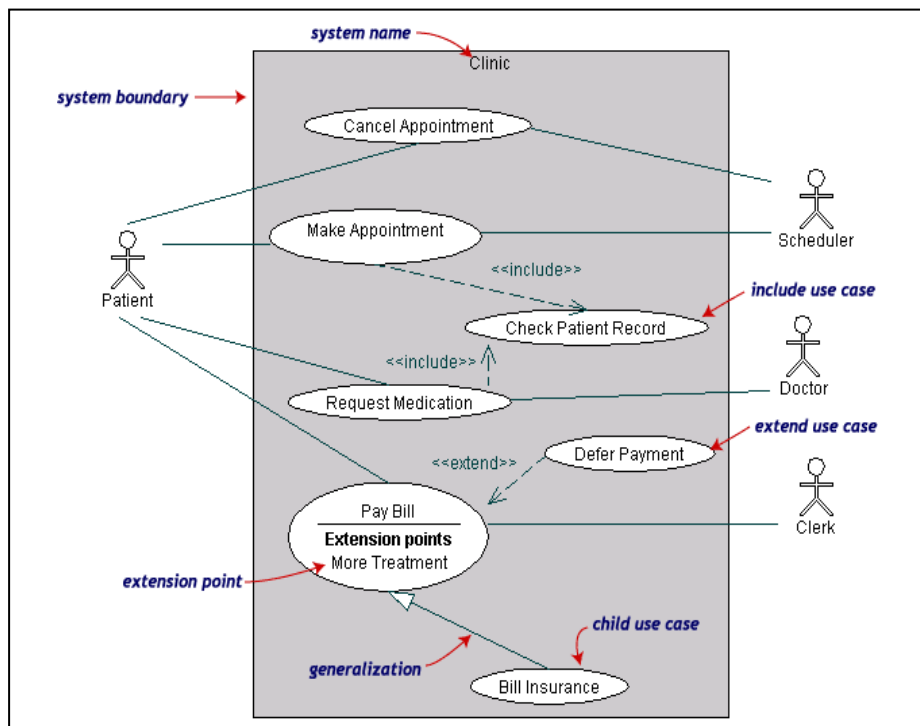 system name
Clinic
system boundary
Cancel Appointment
Scheduler
Make Appointment
Patient
<<include>>
include use case
Check Patient Record
<<include>>
Doctor
Request Medication
extend use case
Defer Payment
<<extend>>
Pay Bill
Clerk
Extension points
More Treatment
extension point
child use case
generalization
Bill Insurance